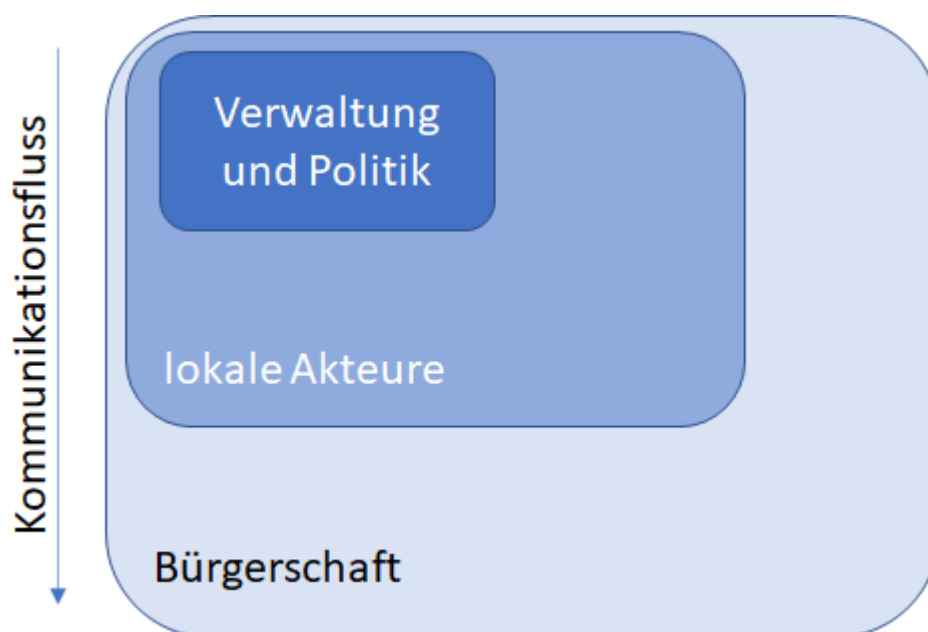 Kommunikationsfluss
Verwaltung
und Politik
lokale Akteure
Bürgerschaft